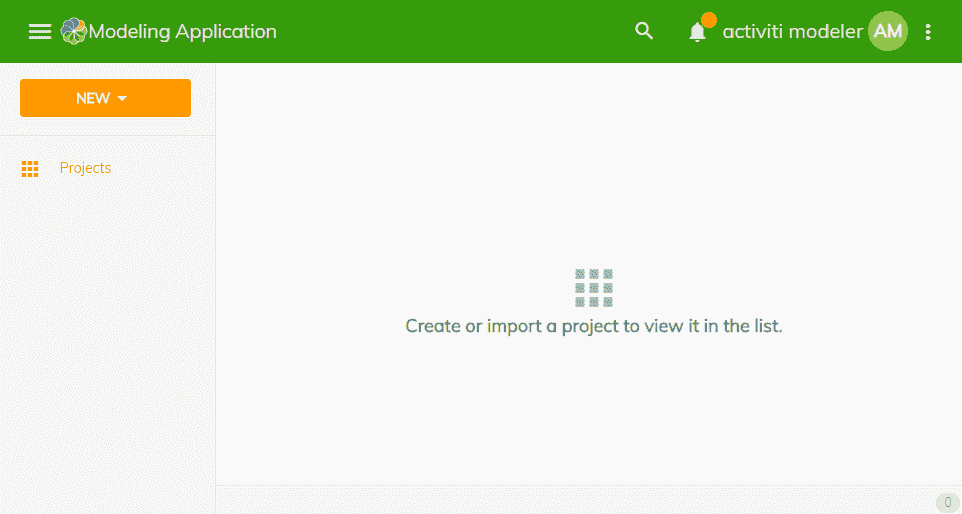 Modeling Application
activiti modeler AM
NEW
Projects
Create or import a project to view it in the list.
0